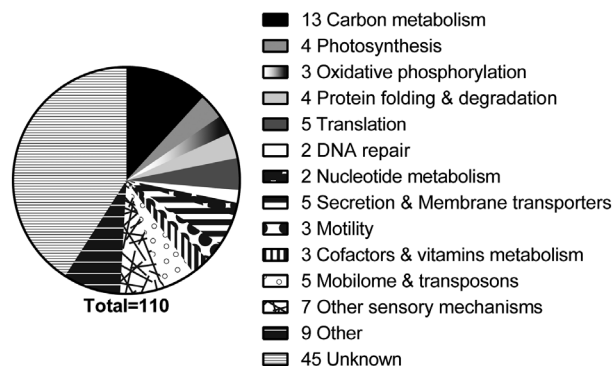 13 Carbon metabolism
4 Photosynthesis
3 Oxidative phosphorylation
4 Protein folding & degradation
5 Translation
2 DNA repair
2 Nucleotide metabolism
5 Secretion & Membrane transporters
3 Motility
3 Cofactors & vitamins metabolism
5 Mobilome & transposons
7 Other sensory mechanisms
9 Other
45 Unknown
Total=110